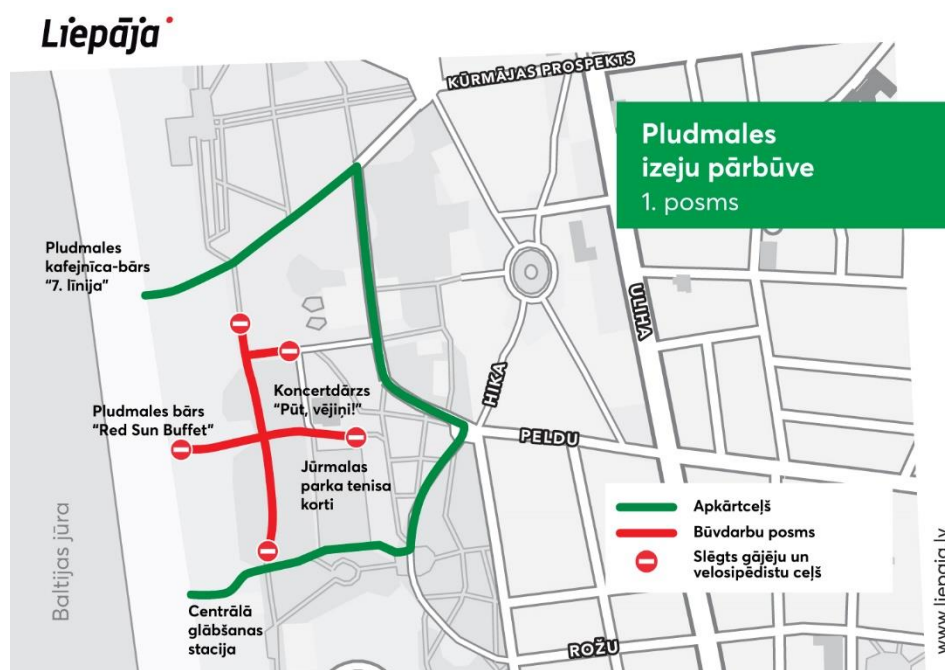 Liepāja
KŪRMĀJAS PROSPEKTS
Pludmales
izeju pārbūve
1. posms
Pludmales
kafejnīca-bārs
"7. līnija"
ULIHA
HIKA
Koncertdārzs
"Pūt, vējiņi!"
Pludmales bārs
"Red Sun Buffet"
PELDU
Jūrmalas
parka tenisa
korti
Apkārtceļš
Būvdarbu posms
Slēgts gājēju un
velosipēdistu ceļš
Baltijas jūra
Centrālā
glābšanas
stacija
ROŽU
www.liepaja.lv